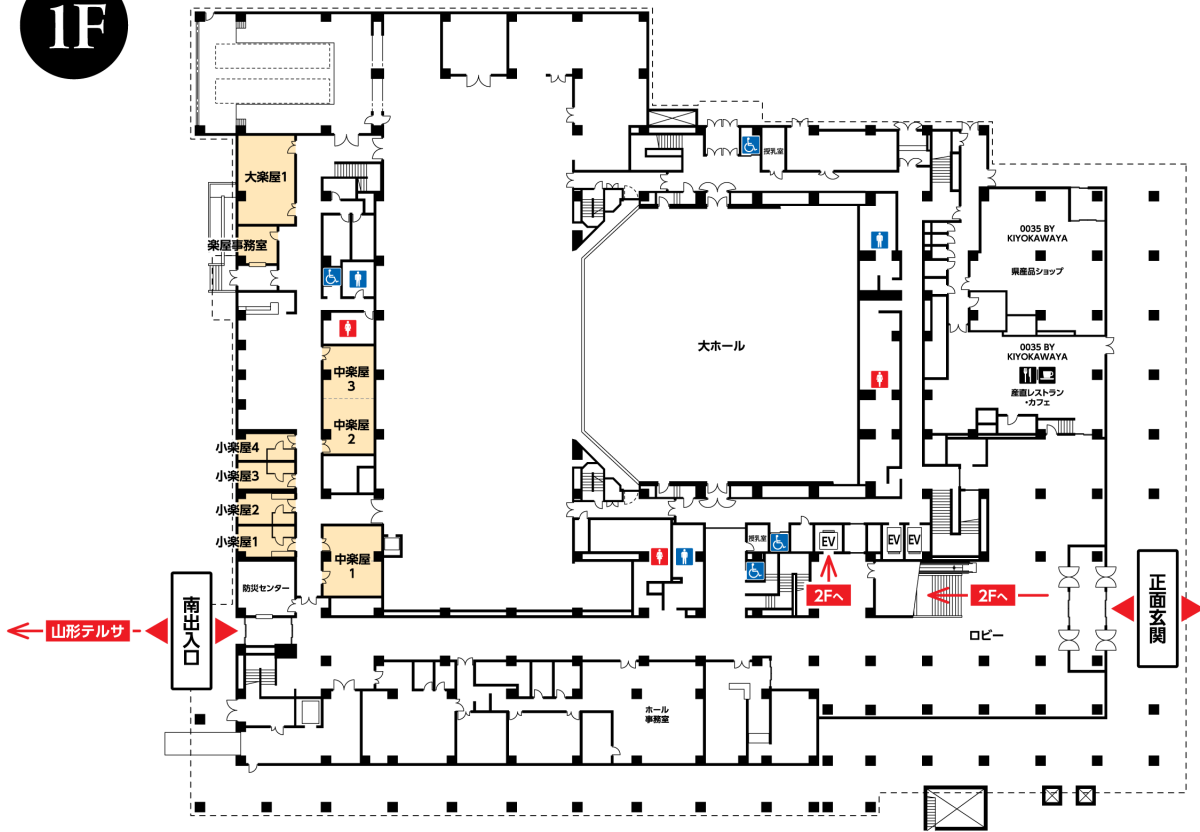 1F
大楽屋1
楽屋事務室
授乳室
0035 BY
KIYOKAWAYA
県産品ショップ
大ホール
0035 BY
KIYOKAWAYA
産直レストラン
・カフェ
中楽屋
3
中楽屋
2
小楽屋4
小楽屋3
小楽屋2
小楽屋1
中楽屋
1
防災センター
授乳室
EV
EV
EV
2Fへ
2Fへ
南出入口
山形テルサ
正面玄関
ロビー
ホール
事務室